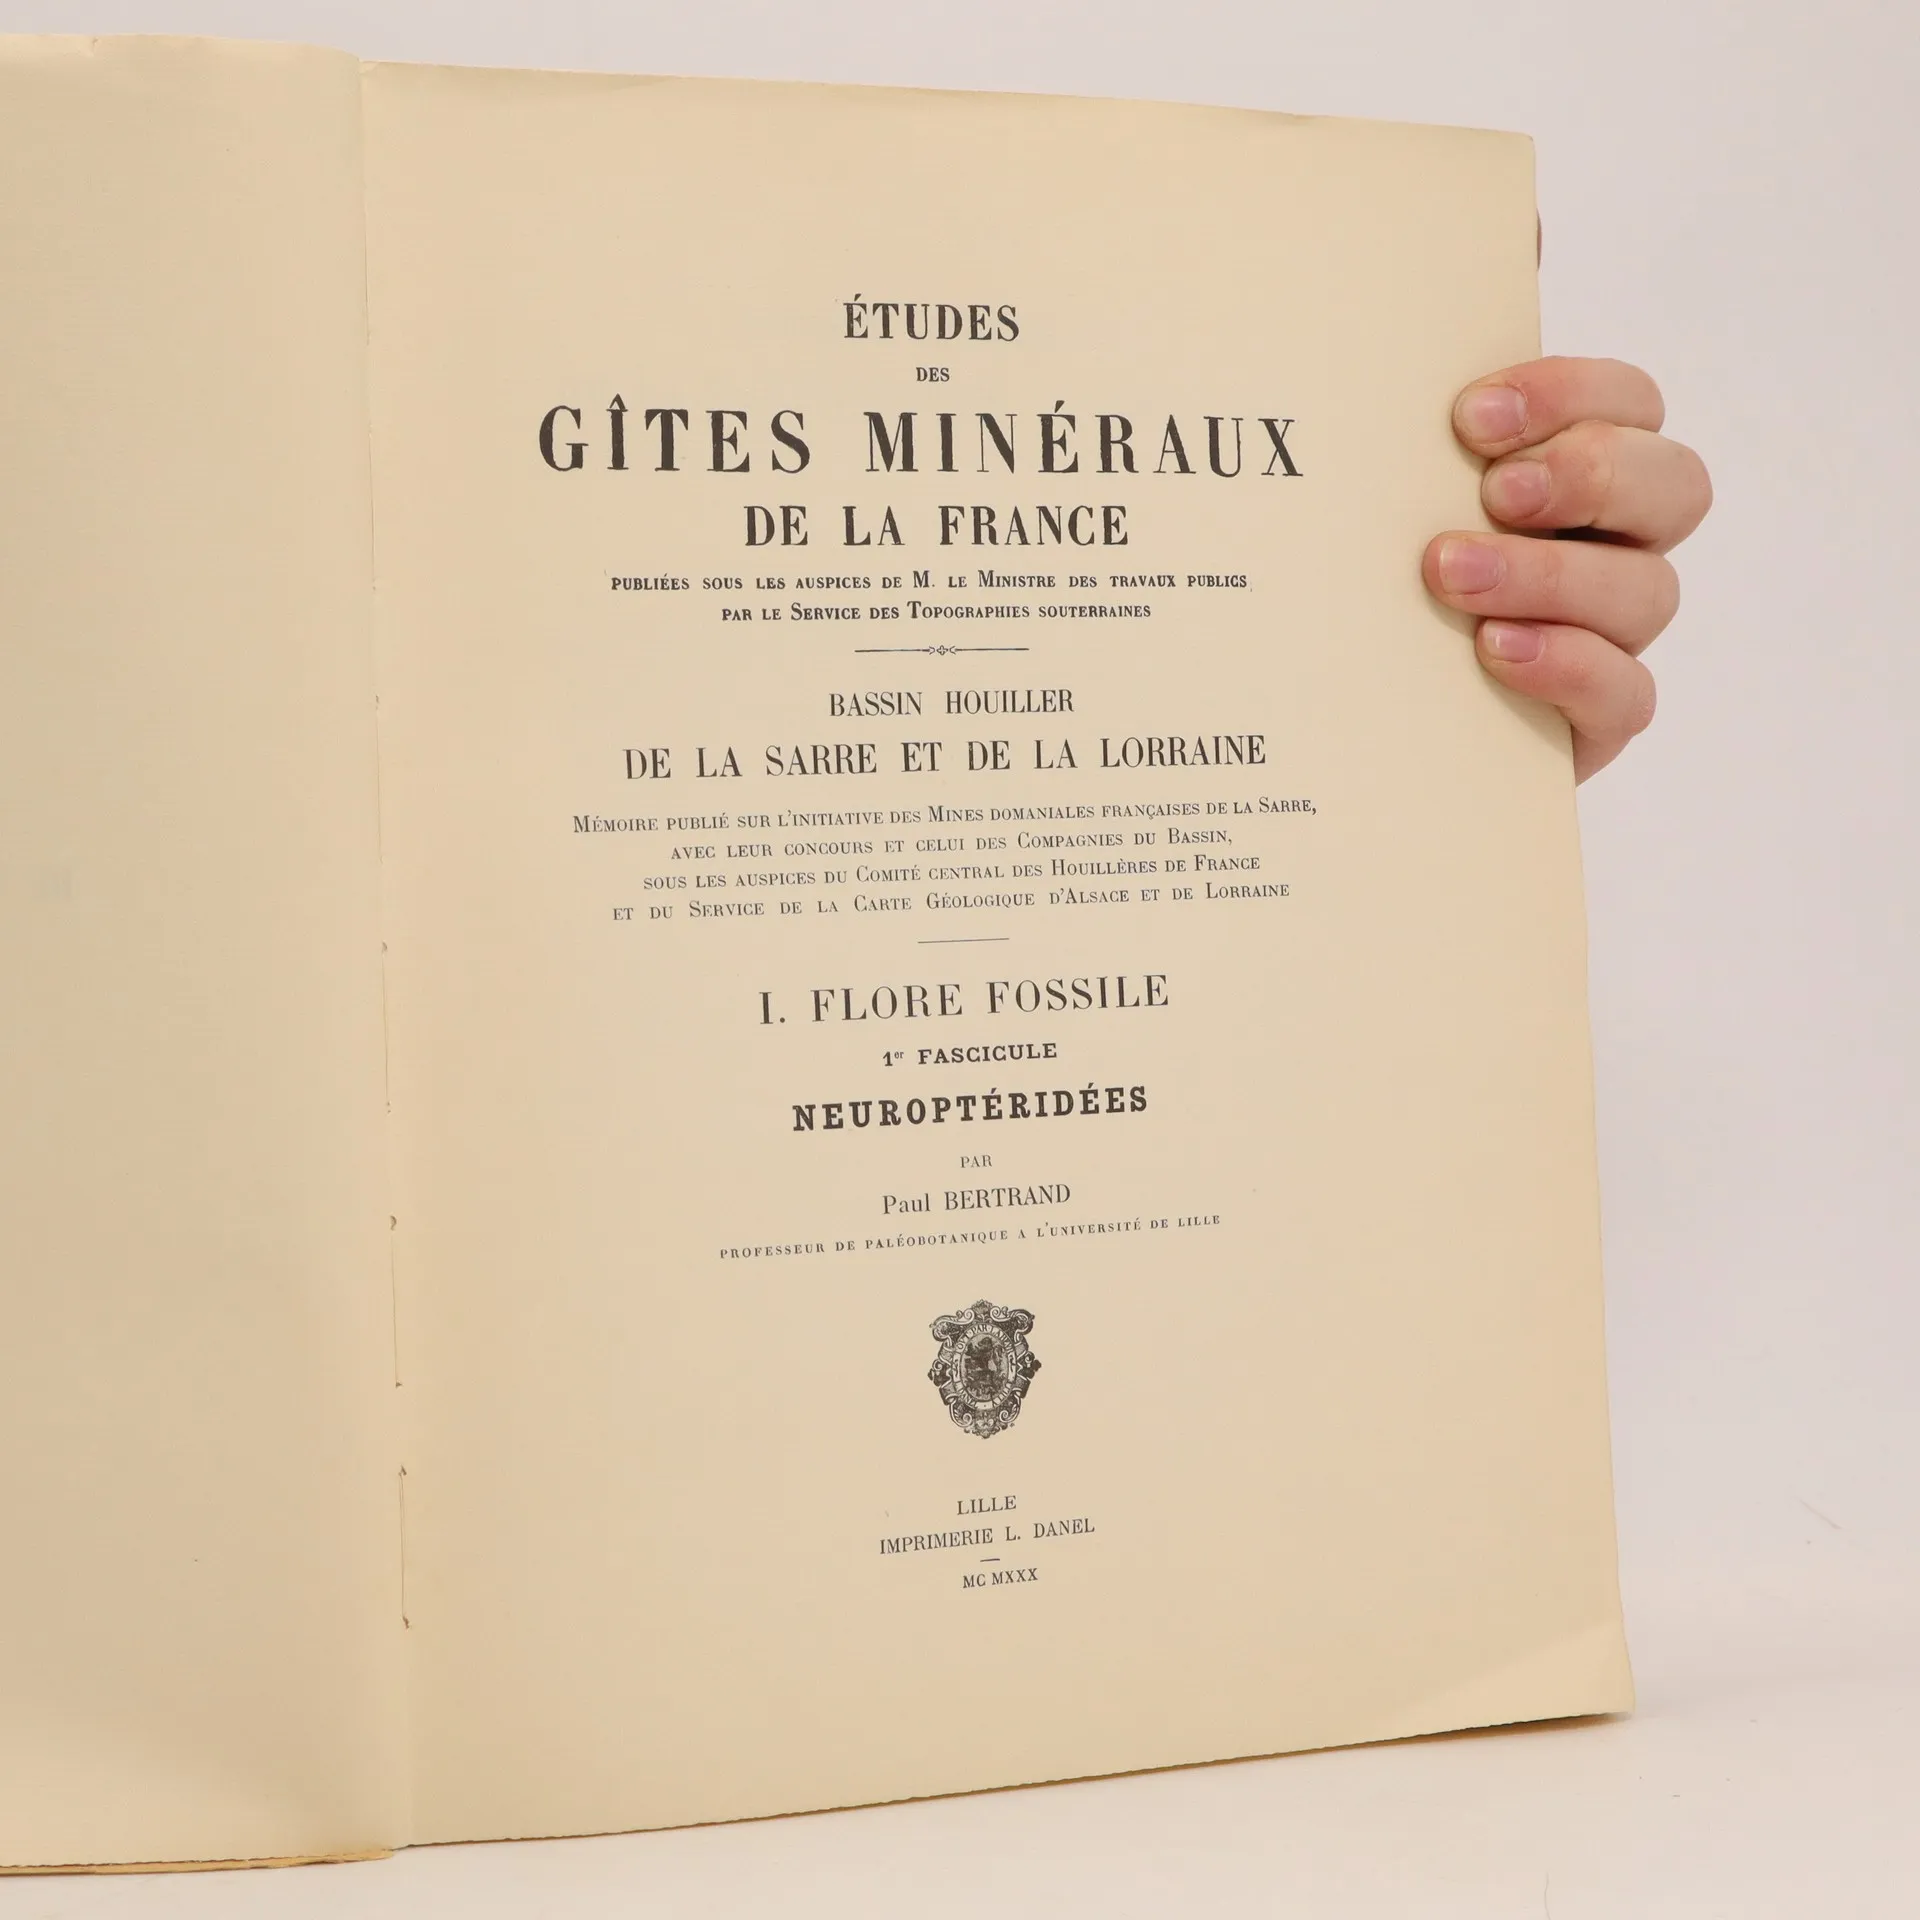 ÉTUDES
DES
GÎTES MINÉRAUX
DE LA FRANCE
PUBLIÉES SOUS LES AUSPICES DE M. LE MINISTRE DES TRAVAUX PUBLICS
PAR LE SERVICE DES TOPOGRAPHIES SOUTERRAINES
BASSIN HOUILLER
DE LA SARRE ET DE LA LORRAINE
MÉMOIRE PUBLIÉ SUR L'INITIATIVE DES MINES DOMANIALES FRANÇAISES DE LA SARRE,
AVEC LEUR CONCOURS ET CELUI DES COMPAGNIES DU BASSIN,
SOUS LES AUSPICES DU COMITÉ CENTRAL DES HOUILLÈRES DE FRANCE
ET DU SERVICE DE LA CARTE GÉOLOGIQUE D'ALSACE ET DE LORRAINE
I. FLORE FOSSILE
1er FASCICULE
NEUROPTÉRIDÉES
PAR
Paul BERTRAND
PROFESSEUR DE PALÉOBOTANIQUE A L'UNIVERSITÉ DE LILLE
LILLE
IMPRIMERIE L. DANEL
MC MXXX